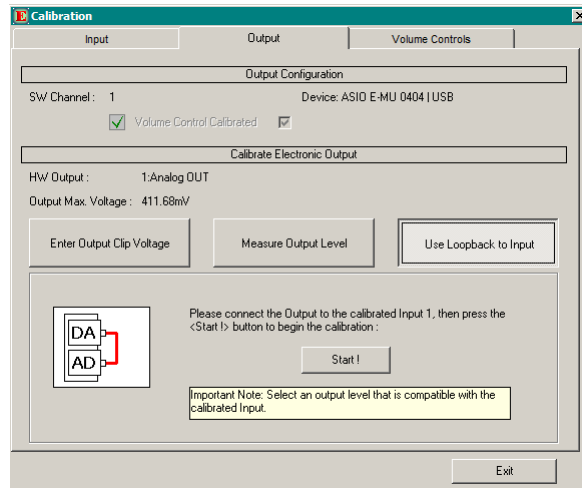 Calibration
Input
Output
Volume Controls
Output Configuration
SW Channel : 1
Device: ASIO E-MU 0404 | USB
Volume Control Calibrated
Calibrate Electronic Output
HW Output : 1:Analog OUT
Output Max. Voltage : 411.68mV
Enter Output Clip Voltage
Measure Output Level
Use Loopback to Input
DA
AD
Please connect the Output to the calibrated Input 1, then press the
<Start !> button to begin the calibration :
Start !
Important Note: Select an output level that is compatible with the
calibrated Input.
Exit